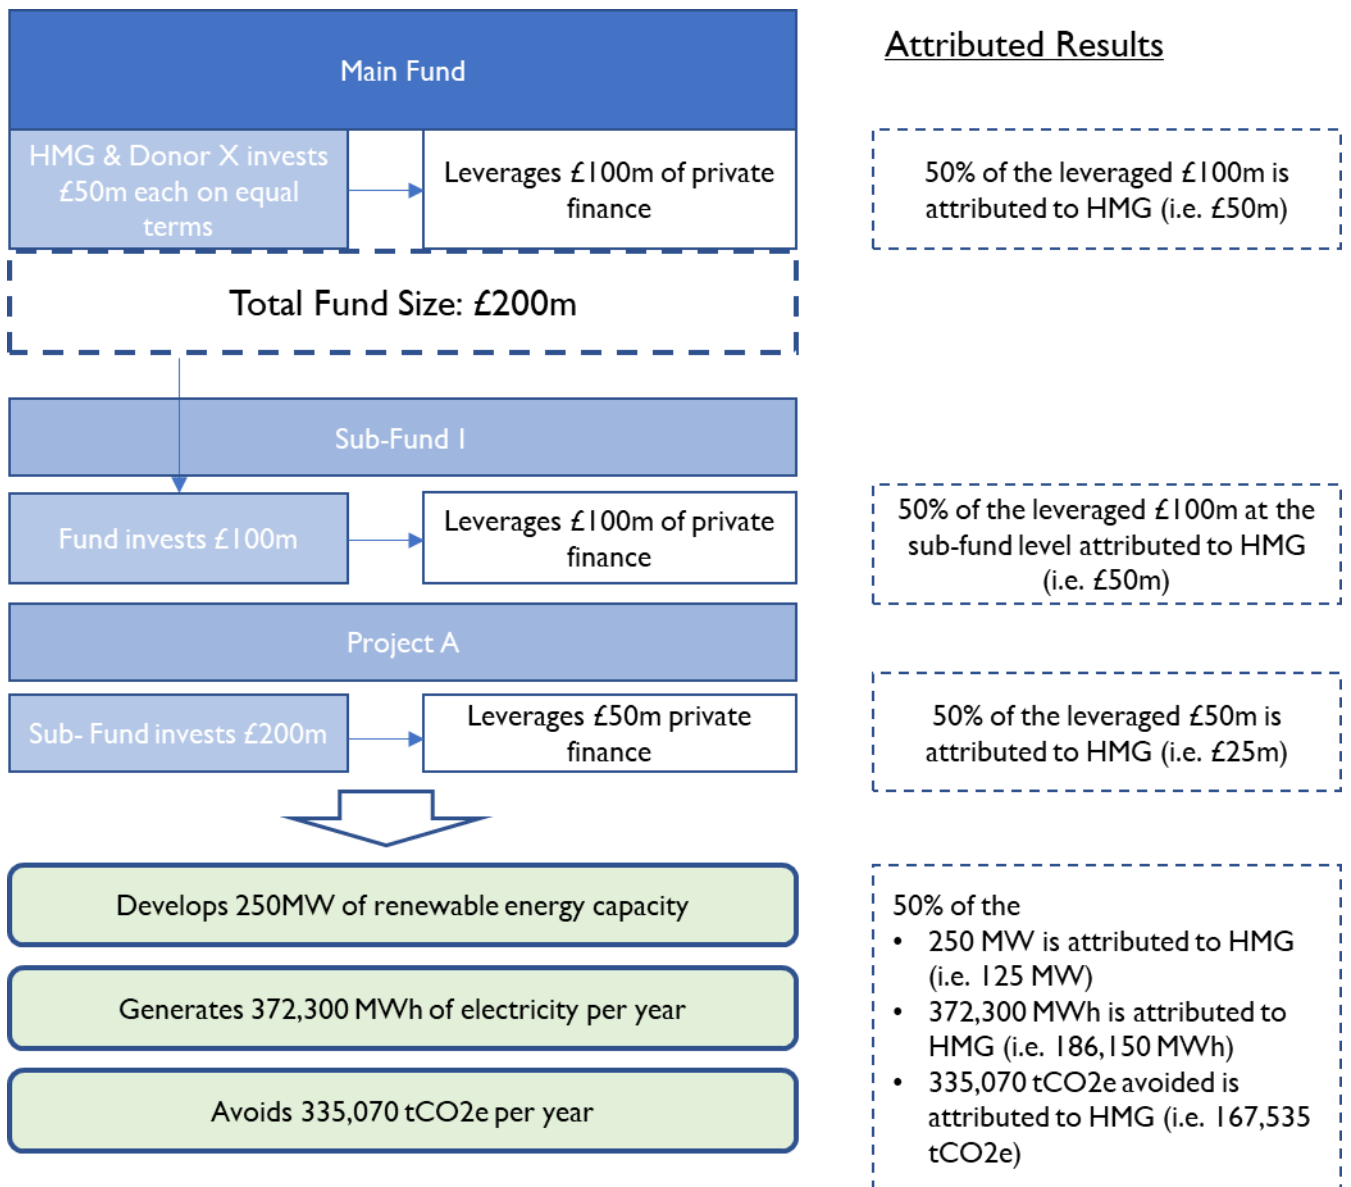 Main Fund
Attributed Results
HMG & Donor X invests
£50m each on equal
terms
Leverages £100m of private
finance
50% of the leveraged £100m is
attributed to HMG (i.e. £50m)
Total Fund Size: £200m
Sub-Fund 1
Fund invests £100m
Leverages £100m of private
finance
50% of the leveraged £100m at the
sub-fund level attributed to HMG
(i.e. £50m)
Project A
Sub- Fund invests £200m
Leverages £50m private
finance
50% of the leveraged £50m is
attributed to HMG (i.e. £25m)
Develops 250MW of renewable energy capacity
Generates 372,300 MWh of electricity per year
Avoids 335,070 tCO2e per year
50% of the
• 250 MW is attributed to HMG
(i.e. 125 MW)
• 372,300 MWh is attributed to
HMG (i.e. 186,150 MWh)
• 335,070 tCO2e avoided is
attributed to HMG (i.e. 167,535
tCO2e)